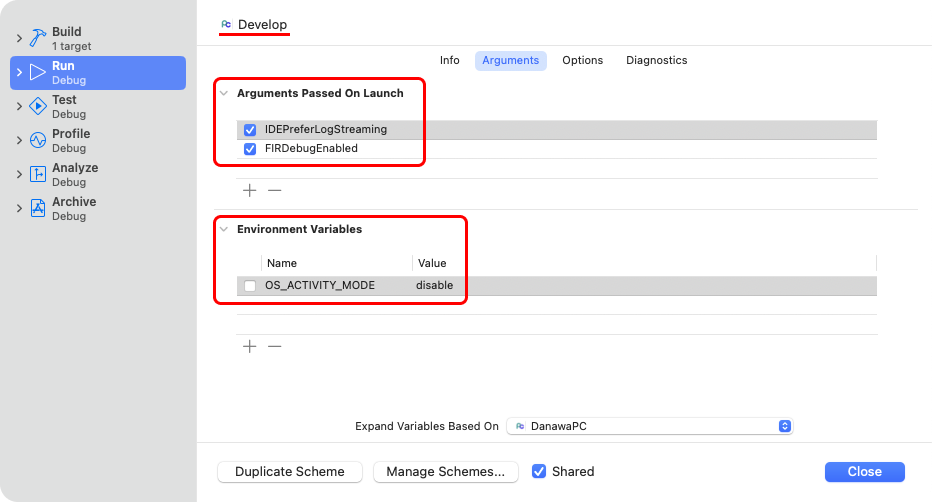 Build
1 target
Run
Debug
Test
Debug
Profile
Debug
Analyze
Debug
Archive
Debug
Develop
Info Arguments Options Diagnostics
Arguments Passed On Launch
IDEPreferLogStreaming
FIRDebugEnabled
Environment Variables
Name Value
OS_ACTIVITY_MODE disable
Expand Variables Based On DanawaPC
Duplicate Scheme Manage Schemes... Shared Close